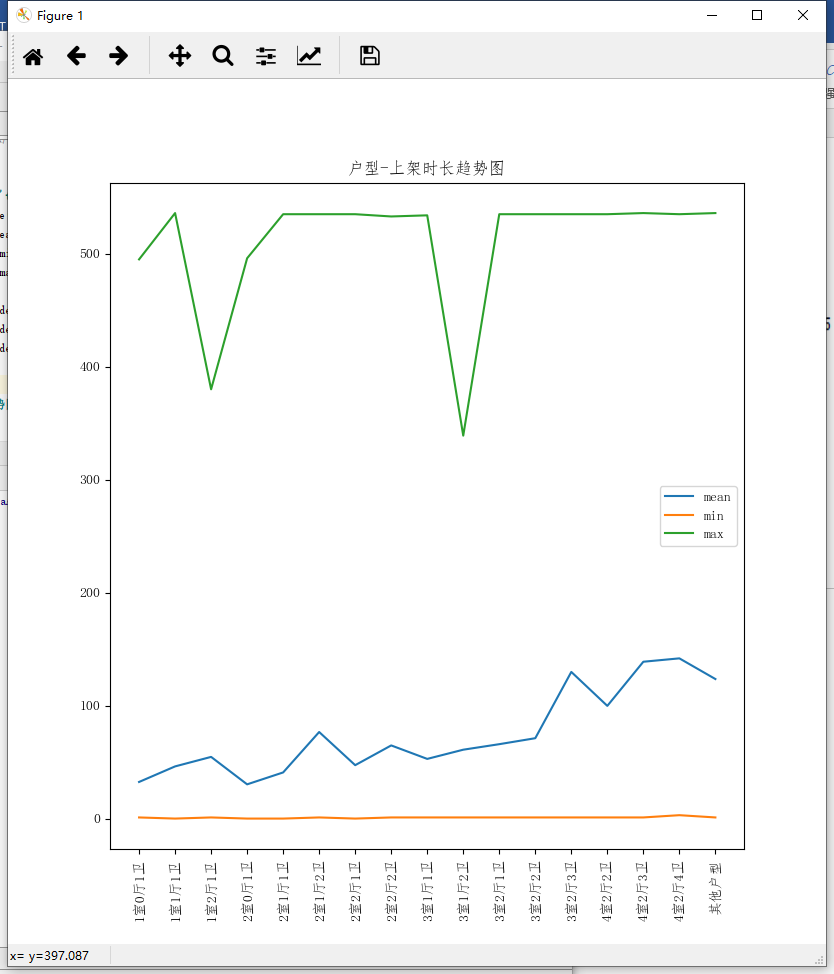 Figure 1
户型-上架时长趋势图
500
400
300
200
100
0
mean
min
max
1室0厅1卫
1室1厅1卫
1室2厅1卫
2室0厅1卫
2室1厅1卫
2室1厅2卫
2室2厅1卫
2室2厅2卫
3室1厅1卫
3室1厅2卫
3室2厅1卫
3室2厅2卫
3室2厅3卫
4室2厅2卫
4室2厅3卫
4室2厅4卫
其他户型
x= y=397.087